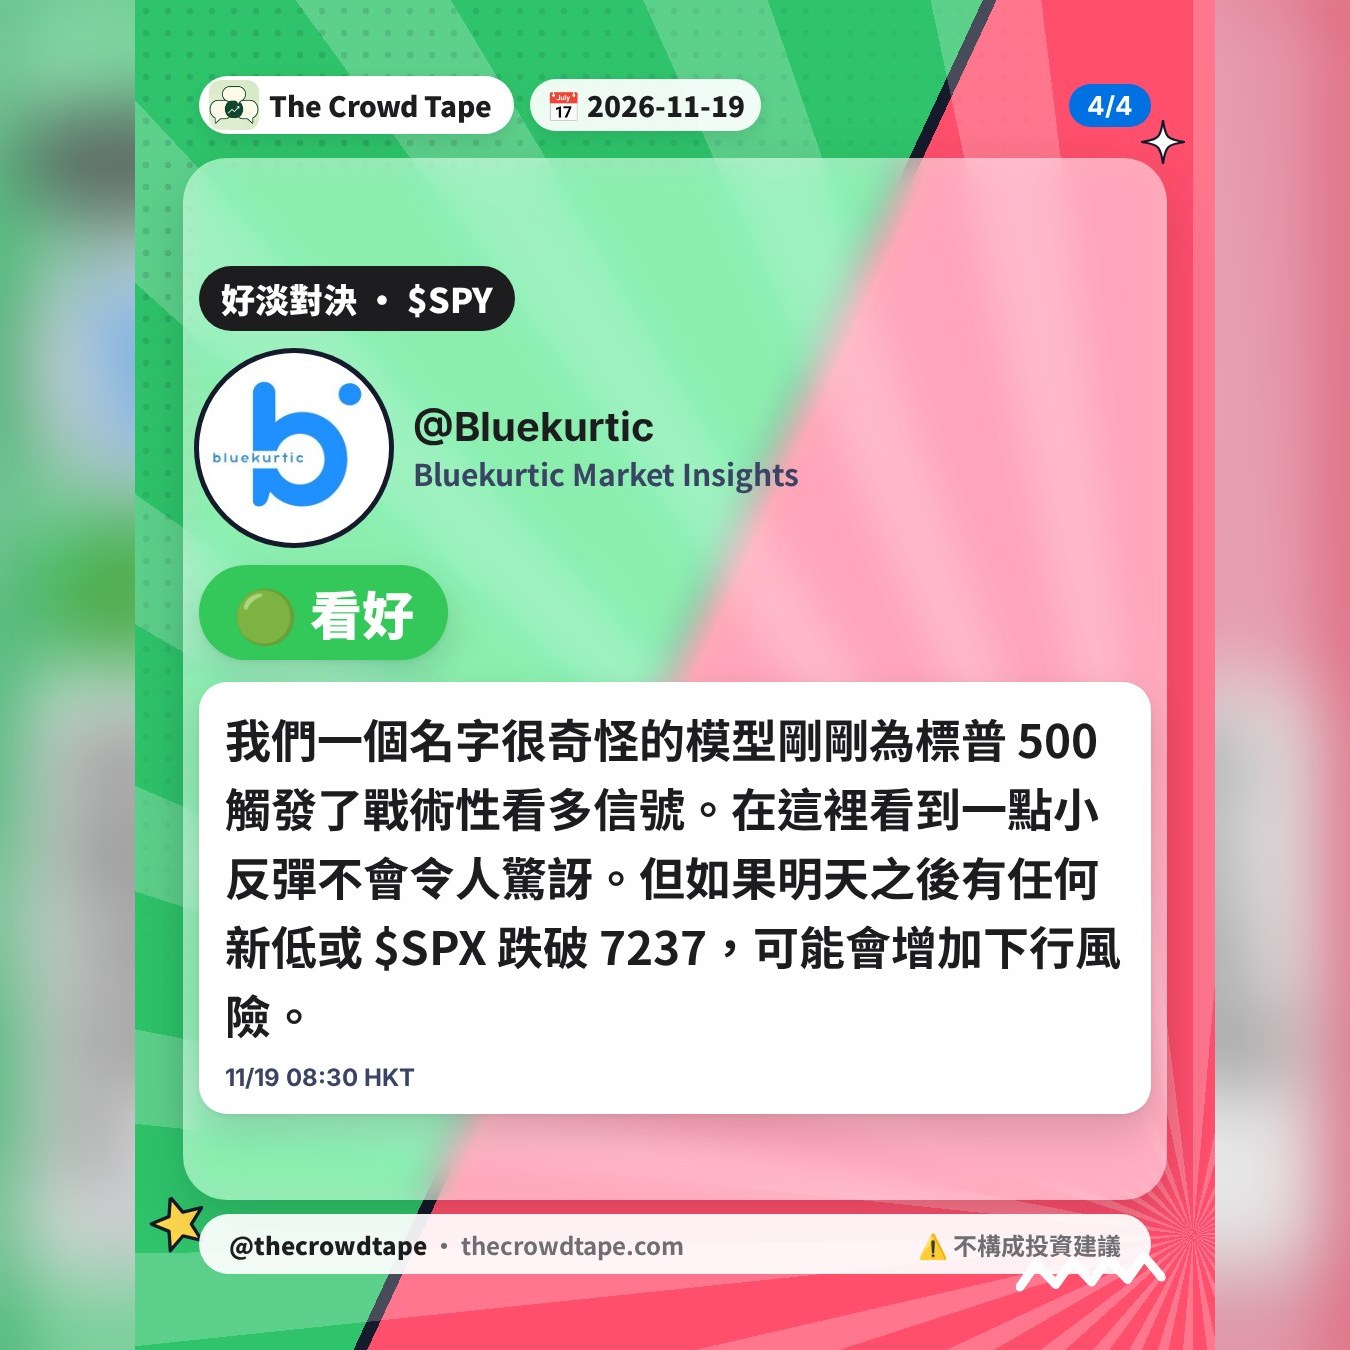 The Crowd Tape
📅 2026-11-19
4/4
好淡對決 • $SPY
bluekurtic
@Bluekurtic
Bluekurtic Market Insights
🟢 看好
我們一個名字很奇怪的模型剛剛為標普 500
觸發了戰術性看多信號。在這裡看到一點小
反彈不會令人驚訝。但如果明天之後有任何
新低或 $SPX 跌破 7237，可能會增加下行風
險。
11/19 08:30 HKT
@thecrowdtape • thecrowdtape.com
⚠️ 不構成投資建議